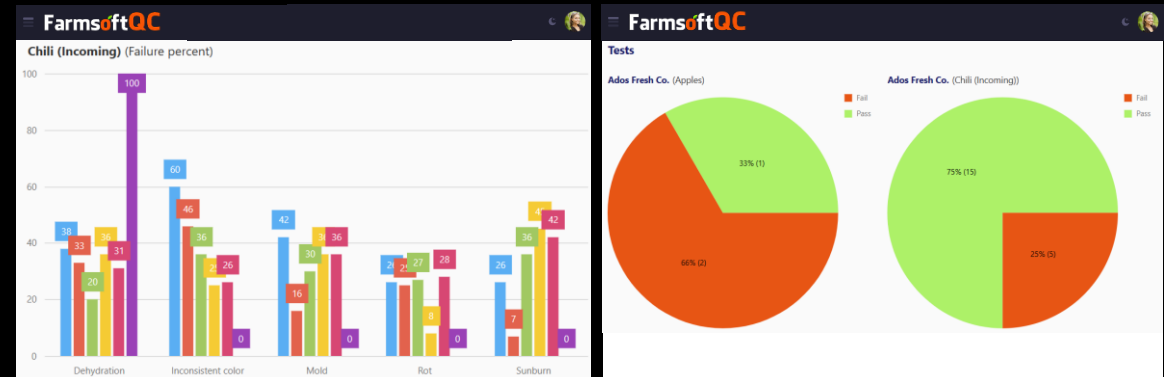 FarmsoftQC
Chili (Incoming) (Failure percent)
100
80
60
40
20
0
38
33
20
36
31
100
60
46
36
26
0
42
16
30
36
0
26
27
8
28
0
26
7
36
42
0
Dehydration
Inconsistent color
Mold
Rot
Sunburn
FarmsoftQC
Tests
Ados Fresh Co. (Apples)
Fail
Pass
33% (1)
66% (2)
Ados Fresh Co. (Chili (Incoming))
Fail
Pass
75% (15)
25% (5)